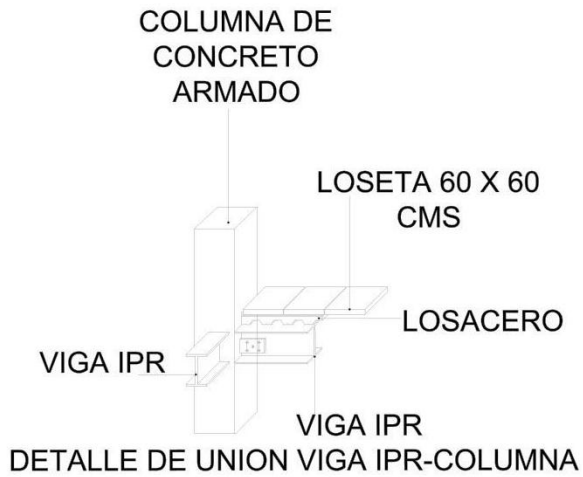 COLUMNA DE
CONCRETO
ARMADO
LOSETA 60 X 60
CMS
LOSACERO
VIGA IPR
VIGA IPR
DETALLE DE UNION VIGA IPR-COLUMNA